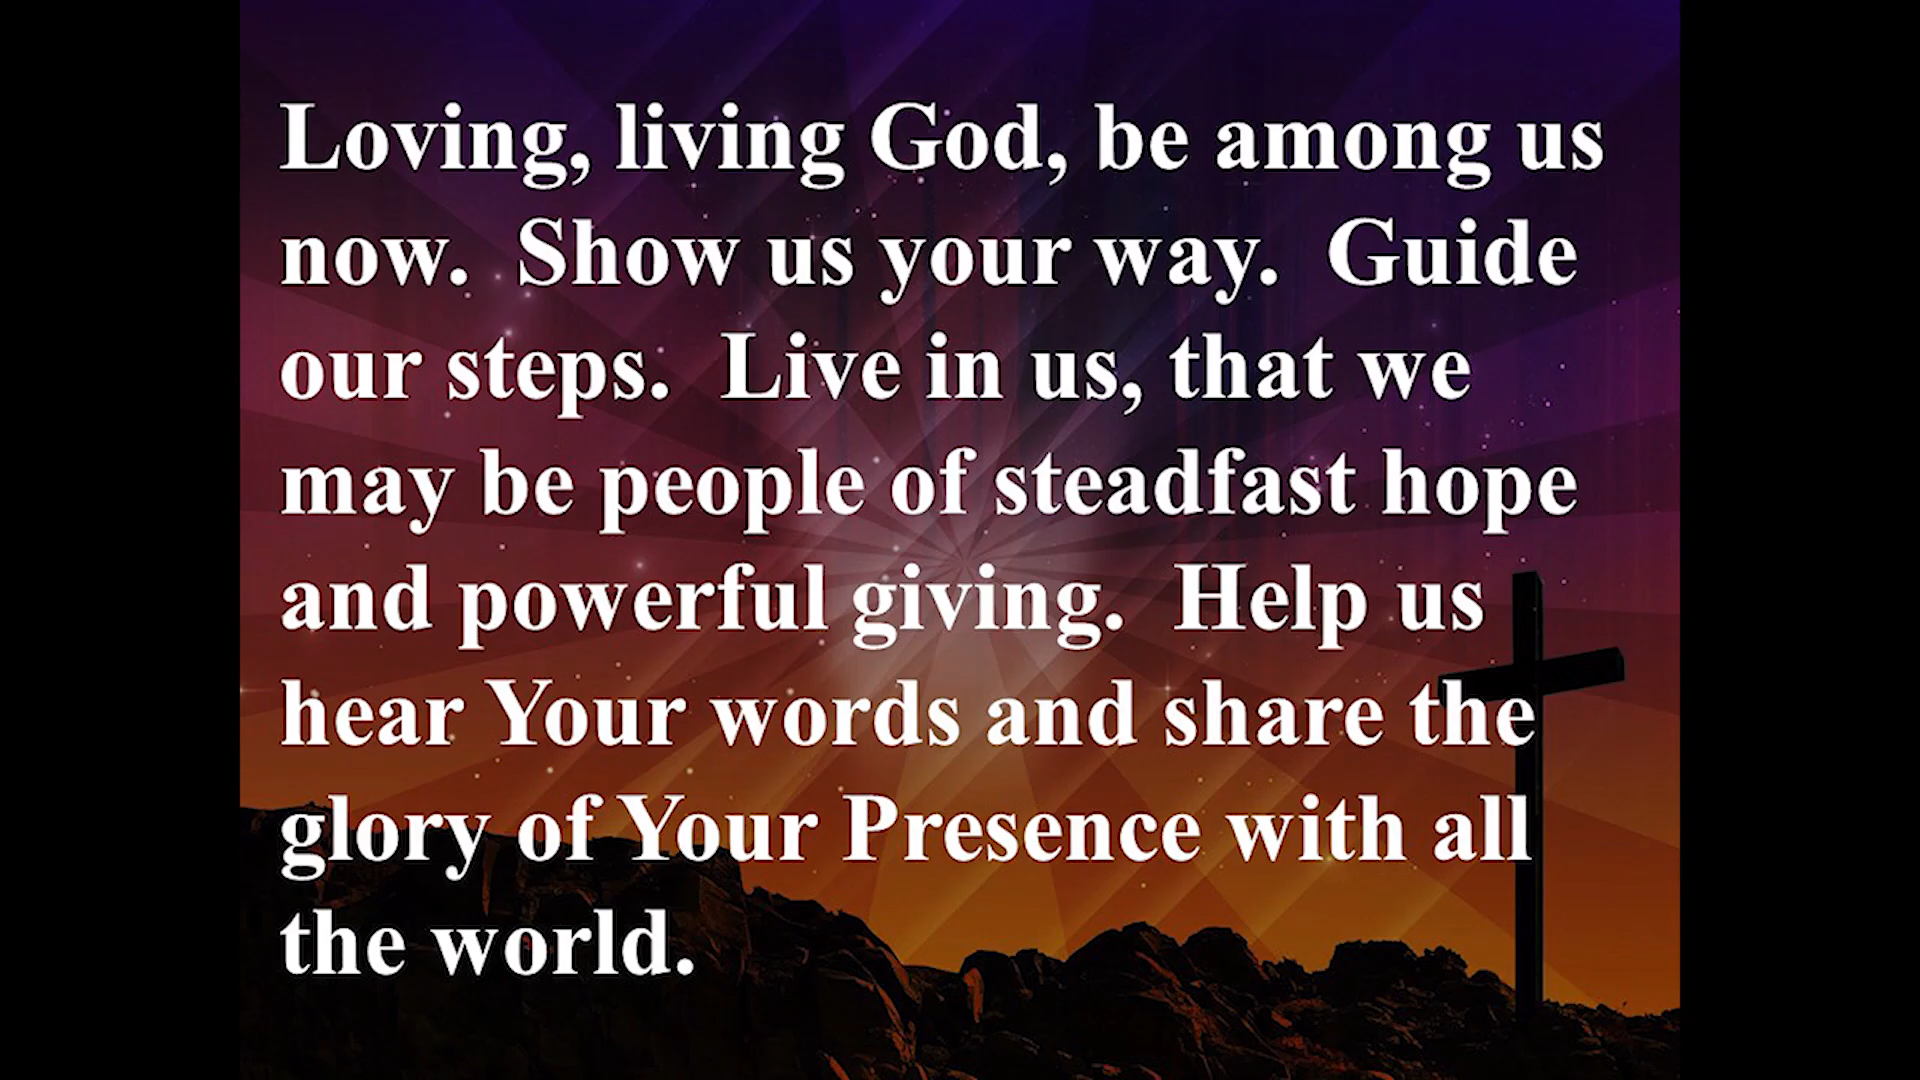 Loving, living God, be among us
now.  Show us your way.  Guide
our steps.  Live in us, that we
may be people of steadfast hope
and powerful giving.  Help us
hear Your words and share the
glory of Your Presence with all
the world.